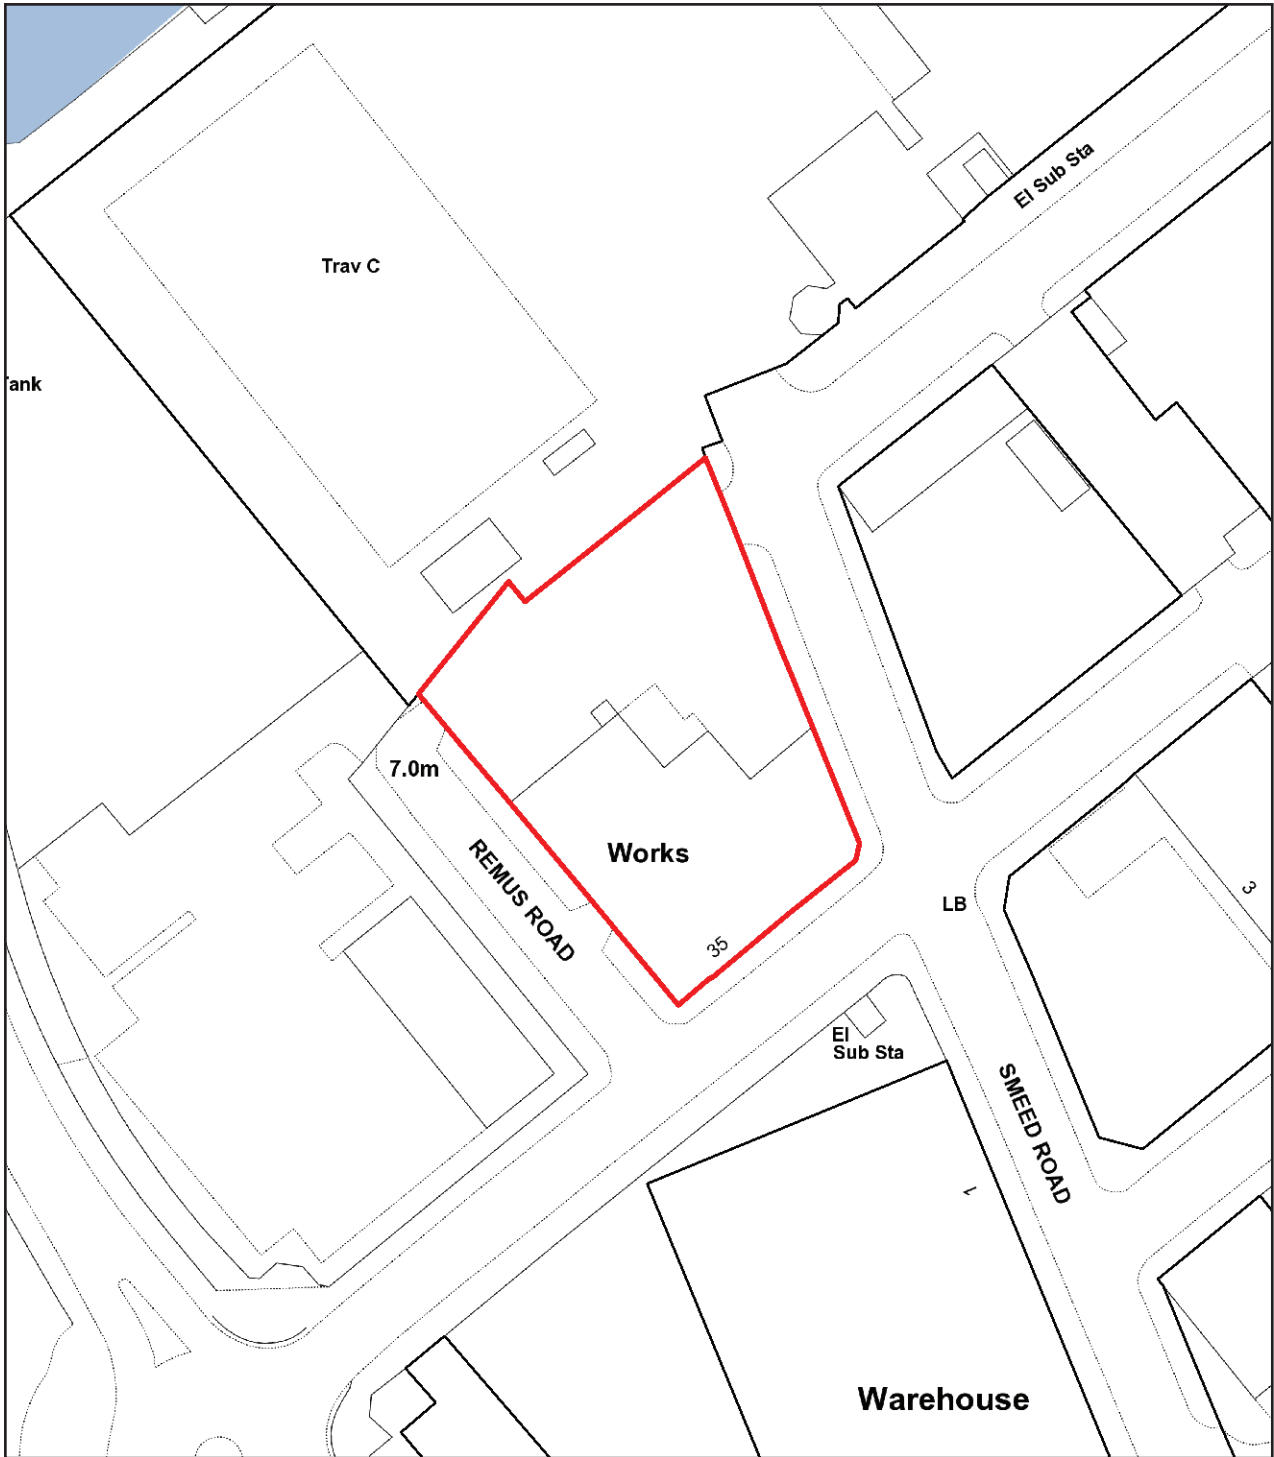 El Sub Sta
Trav C
7.0m
REMUS ROAD
Works
35
LB
3
El
Sub Sta
SMEED ROAD
1
Warehouse